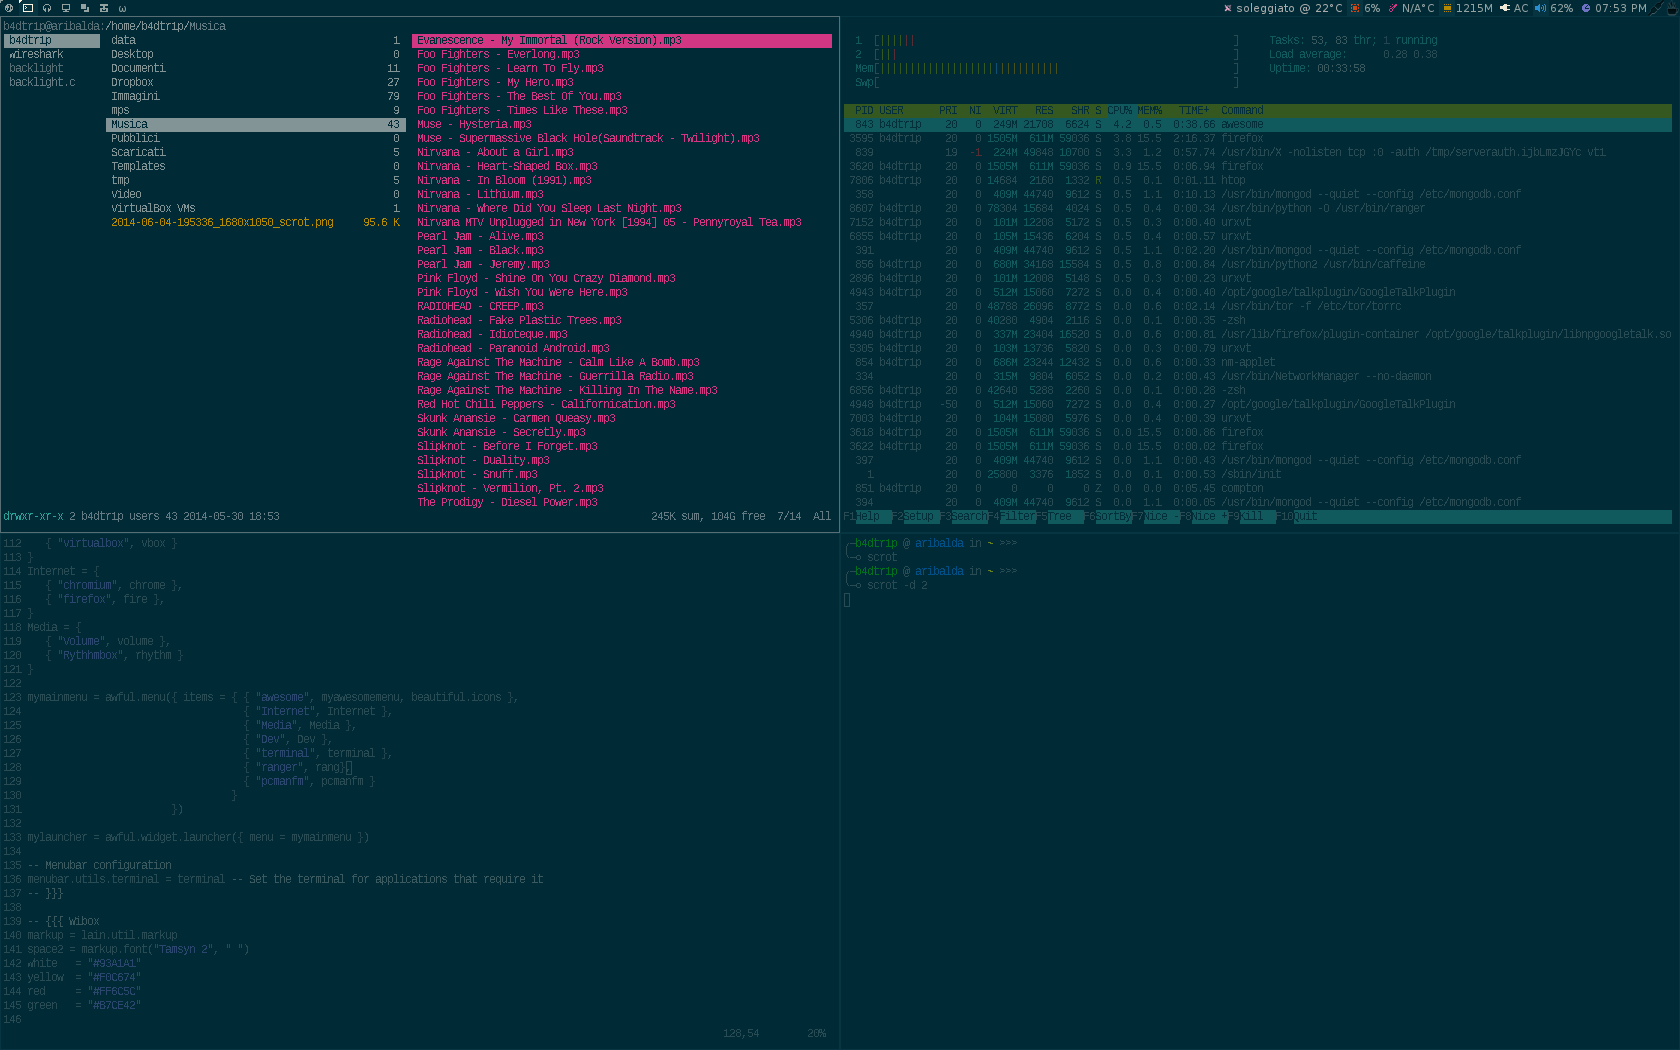 soleggiato @ 22°C 6% N/A°C 1215M AC 62% 07:53 PM
b4dtrip@aribalda:/home/b4dtrip/Musica
b4dtrip
wireshark
backlight
backlight.c
data 1
Desktop 0
Documenti 11
Dropbox 27
Immagini 79
mps 9
Musica 43
Pubblici 0
Scaricati 5
Templates 0
tmp 5
video 0
virtualBox VMs 1
2014-06-04-195336_1680x1050_scrot.png 95.6 K
Evanescence - My Immortal (Rock Version).mp3
Foo Fighters - Everlong.mp3
Foo Fighters - Learn To Fly.mp3
Foo Fighters - My Hero.mp3
Foo Fighters - The Best Of You.mp3
Foo Fighters - Times Like These.mp3
Muse - Hysteria.mp3
Muse - Supermassive Black Hole(Saundtrack - Twilight).mp3
Nirvana - About a Girl.mp3
Nirvana - Heart-Shaped Box.mp3
Nirvana - In Bloom (1991).mp3
Nirvana - Lithium.mp3
Nirvana - Where Did You Sleep Last Night.mp3
Nirvana MTV Unplugged in New York [1994] 05 - Pennyroyal Tea.mp3
Pearl Jam - Alive.mp3
Pearl Jam - Black.mp3
Pearl Jam - Jeremy.mp3
Pink Floyd - Shine On You Crazy Diamond.mp3
Pink Floyd - Wish You Were Here.mp3
RADIOHEAD - CREEP.mp3
Radiohead - Fake Plastic Trees.mp3
Radiohead - Idioteque.mp3
Radiohead - Paranoid Android.mp3
Rage Against The Machine - Calm Like A Bomb.mp3
Rage Against The Machine - Guerrilla Radio.mp3
Rage Against The Machine - Killing In The Name.mp3
Red Hot Chili Peppers - Californication.mp3
Skunk Anansie - Carmen Queasy.mp3
Skunk Anansie - Secretly.mp3
Slipknot - Before I Forget.mp3
Slipknot - Duality.mp3
Slipknot - Snuff.mp3
Slipknot - Vermilion, Pt. 2.mp3
The Prodigy - Diesel Power.mp3
drwxr-xr-x 2 b4dtrip users 43 2014-05-30 18:53 245K sum, 104G free 7/14 All
1 [||||||| ] Tasks: 53, 83 thr; 1 running
2 [||| ] Load average: 0.28 0.38
Mem[|||||||||||||||||||||||||||||| ] Uptime: 00:33:58
Swp[ ]
PID USER PRI NI VIRT RES SHR S CPU% MEM% TIME+ Command
843 b4dtrip 20 0 249M 21708 6624 S 4.2 0.5 0:38.66 awesome
3595 b4dtrip 20 0 1505M 611M 59036 S 3.8 15.5 2:16.37 firefox
839 19 -1 224M 49848 10700 S 3.3 1.2 0:57.74 /usr/bin/X -nolisten tcp :0 -auth /tmp/serverauth.ijbLmzJGYc vt1
3620 b4dtrip 20 0 1505M 611M 59036 S 0.9 15.5 0:06.94 firefox
7806 b4dtrip 20 0 14684 2160 1332 R 0.5 0.1 0:01.11 htop
358 20 0 409M 44740 9612 S 0.5 1.1 0:10.13 /usr/bin/mongod --quiet --config /etc/mongodb.conf
8607 b4dtrip 20 0 78304 15684 4024 S 0.5 0.4 0:00.34 /usr/bin/python -O /usr/bin/ranger
7152 b4dtrip 20 0 101M 12208 5172 S 0.5 0.3 0:00.40 urxvt
6855 b4dtrip 20 0 105M 15436 6204 S 0.5 0.4 0:00.57 urxvt
391 20 0 409M 44740 9612 S 0.5 1.1 0:02.20 /usr/bin/mongod --quiet --config /etc/mongodb.conf
856 b4dtrip 20 0 680M 34168 15584 S 0.5 0.8 0:00.84 /usr/bin/python2 /usr/bin/caffeine
2896 b4dtrip 20 0 101M 12008 5148 S 0.5 0.3 0:00.23 urxvt
4943 b4dtrip 20 0 512M 15060 7272 S 0.0 0.4 0:00.40 /opt/google/talkplugin/GoogleTalkPlugin
357 20 0 48708 26096 8772 S 0.0 0.6 0:02.14 /usr/bin/tor -f /etc/tor/torrc
5306 b4dtrip 20 0 40280 4904 2116 S 0.0 0.1 0:00.35 -zsh
4940 b4dtrip 20 0 337M 23404 16520 S 0.0 0.6 0:00.81 /usr/lib/firefox/plugin-container /opt/google/talkplugin/libnpgoogletalk.so
5305 b4dtrip 20 0 103M 13736 5820 S 0.0 0.3 0:00.79 urxvt
854 b4dtrip 20 0 686M 23244 12432 S 0.0 0.6 0:00.33 nm-applet
334 20 0 315M 9804 6052 S 0.0 0.2 0:00.43 /usr/bin/NetworkManager --no-daemon
6856 b4dtrip 20 0 42640 5288 2260 S 0.0 0.1 0:00.28 -zsh
4948 b4dtrip -50 0 512M 15060 7272 S 0.0 0.4 0:00.27 /opt/google/talkplugin/GoogleTalkPlugin
7003 b4dtrip 20 0 104M 15080 5976 S 0.0 0.4 0:00.39 urxvt
3618 b4dtrip 20 0 1505M 611M 59036 S 0.0 15.5 0:00.86 firefox
3622 b4dtrip 20 0 1505M 611M 59036 S 0.0 15.5 0:00.02 firefox
397 20 0 409M 44740 9612 S 0.0 1.1 0:00.43 /usr/bin/mongod --quiet --config /etc/mongodb.conf
1 20 0 25800 3376 1852 S 0.0 0.1 0:00.53 /sbin/init
851 b4dtrip 20 0 0 0 0 Z 0.0 0.0 0:05.45 compton
394 20 0 409M 44740 9612 S 0.0 1.1 0:00.05 /usr/bin/mongod --quiet --config /etc/mongodb.conf
F1Help F2Setup F3SearchF4FilterF5Tree F6SortByF7Nice -F8Nice +F9Kill F10Quit
112 { "virtualbox", vbox }
113 }
114 Internet = {
115 { "chromium", chrome },
116 { "firefox", fire },
117 }
118 Media = {
119 { "Volume", volume },
120 { "Rythhmbox", rhythm }
121 }
122
123 mymainmenu = awful.menu({ items = { { "awesome", myawesomemenu, beautiful.icons },
124 { "Internet", Internet },
125 { "Media", Media },
126 { "Dev", Dev },
127 { "terminal", terminal },
128 { "ranger", rang},
129 { "pcmanfm", pcmanfm }
130 }
131 })
132
133 mylauncher = awful.widget.launcher({ menu = mymainmenu })
134
135 -- Menubar configuration
136 menubar.utils.terminal = terminal -- Set the terminal for applications that require it
137 -- }}}
138
139 -- {{{ Wibox
140 markup = lain.util.markup
141 space2 = markup.font("Tamsyn 2", " ")
142 white = "#93A1A1"
143 yellow = "#F0C674"
144 red = "#FF6C5C"
145 green = "#B7CE42"
146
128,54 20%
b4dtrip @ aribalda in ~ >>>
scrot
b4dtrip @ aribalda in ~ >>>
scrot -d 2